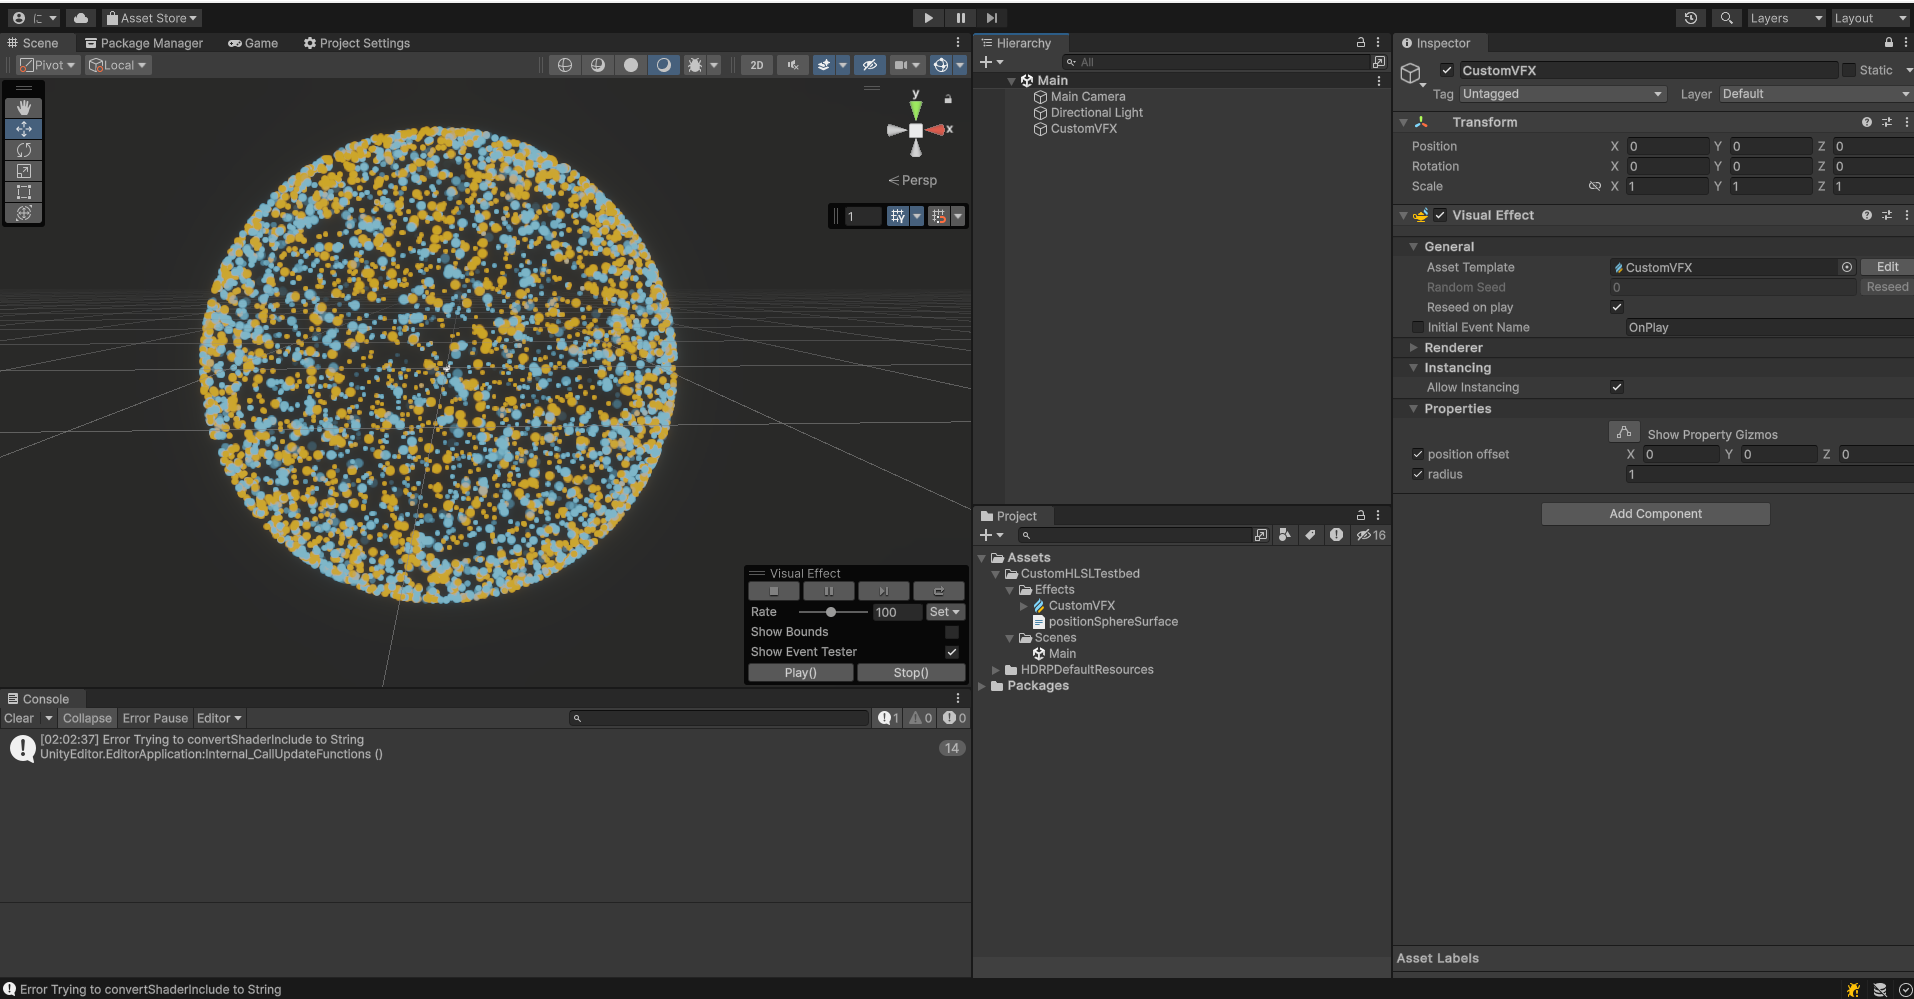 に
Asset Store
Layers
Layout
Scene
Package Manager
Game
Project Settings
Pivot
Local
2D
y
x
Persp
1
Visual Effect
Rate
100
Set
Show Bounds
Show Event Tester
Play()
Stop()
Console
Clear
Collapse
Error Pause
Editor
1
0
0
[02:02:37] Error Trying to convertShaderInclude to String
UnityEditor.EditorApplication:Internal_CallUpdateFunctions ()
14
Error Trying to convertShaderInclude to String
Hierarchy
All
Main
Main Camera
Directional Light
CustomVFX
Project
16
Assets
CustomHLSLTestbed
Effects
CustomVFX
positionSphereSurface
Scenes
Main
HDRPDefaultResources
Packages
Inspector
CustomVFX
Static
Tag Untagged Layer Default
Transform
Position X 0 Y 0 Z 0
Rotation X 0 Y 0 Z 0
Scale X 1 Y 1 Z 1
Visual Effect
General
Asset Template CustomVFX Edit
Random Seed 0 Reseed
Reseed on play
Initial Event Name OnPlay
Renderer
Instancing
Allow Instancing
Properties
Show Property Gizmos
position offset X 0 Y 0 Z 0
radius 1
Add Component
Asset Labels